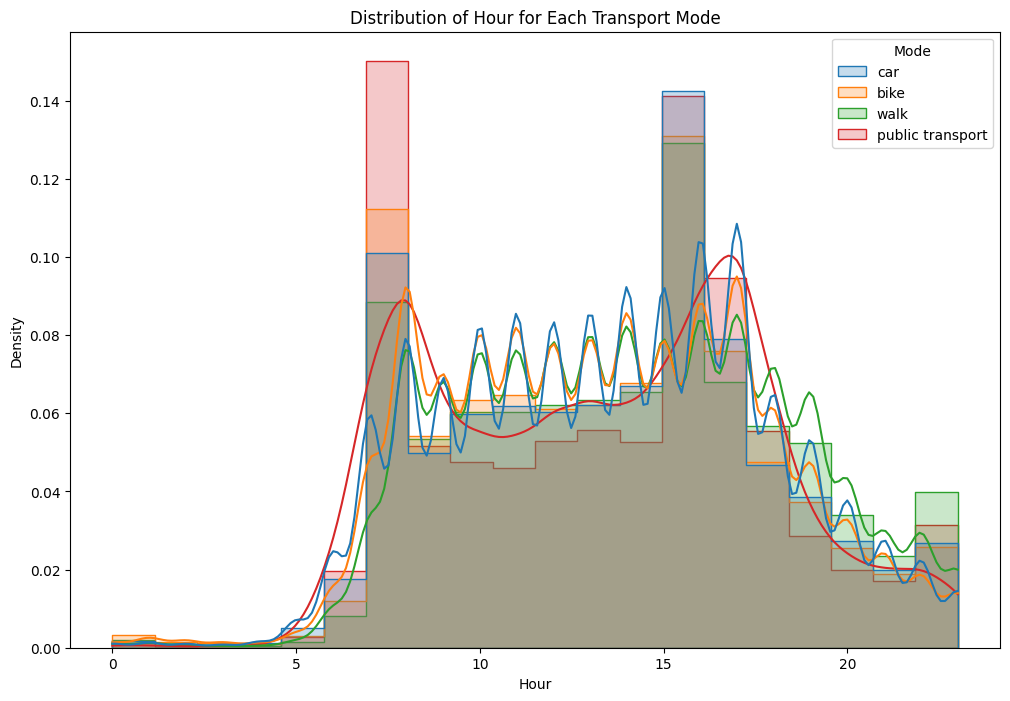 Distribution of Hour for Each Transport Mode
Mode
car
bike
walk
public transport
Density
0.14
0.12
0.10
0.08
0.06
0.04
0.02
0.00
0
5
10
15
20
Hour